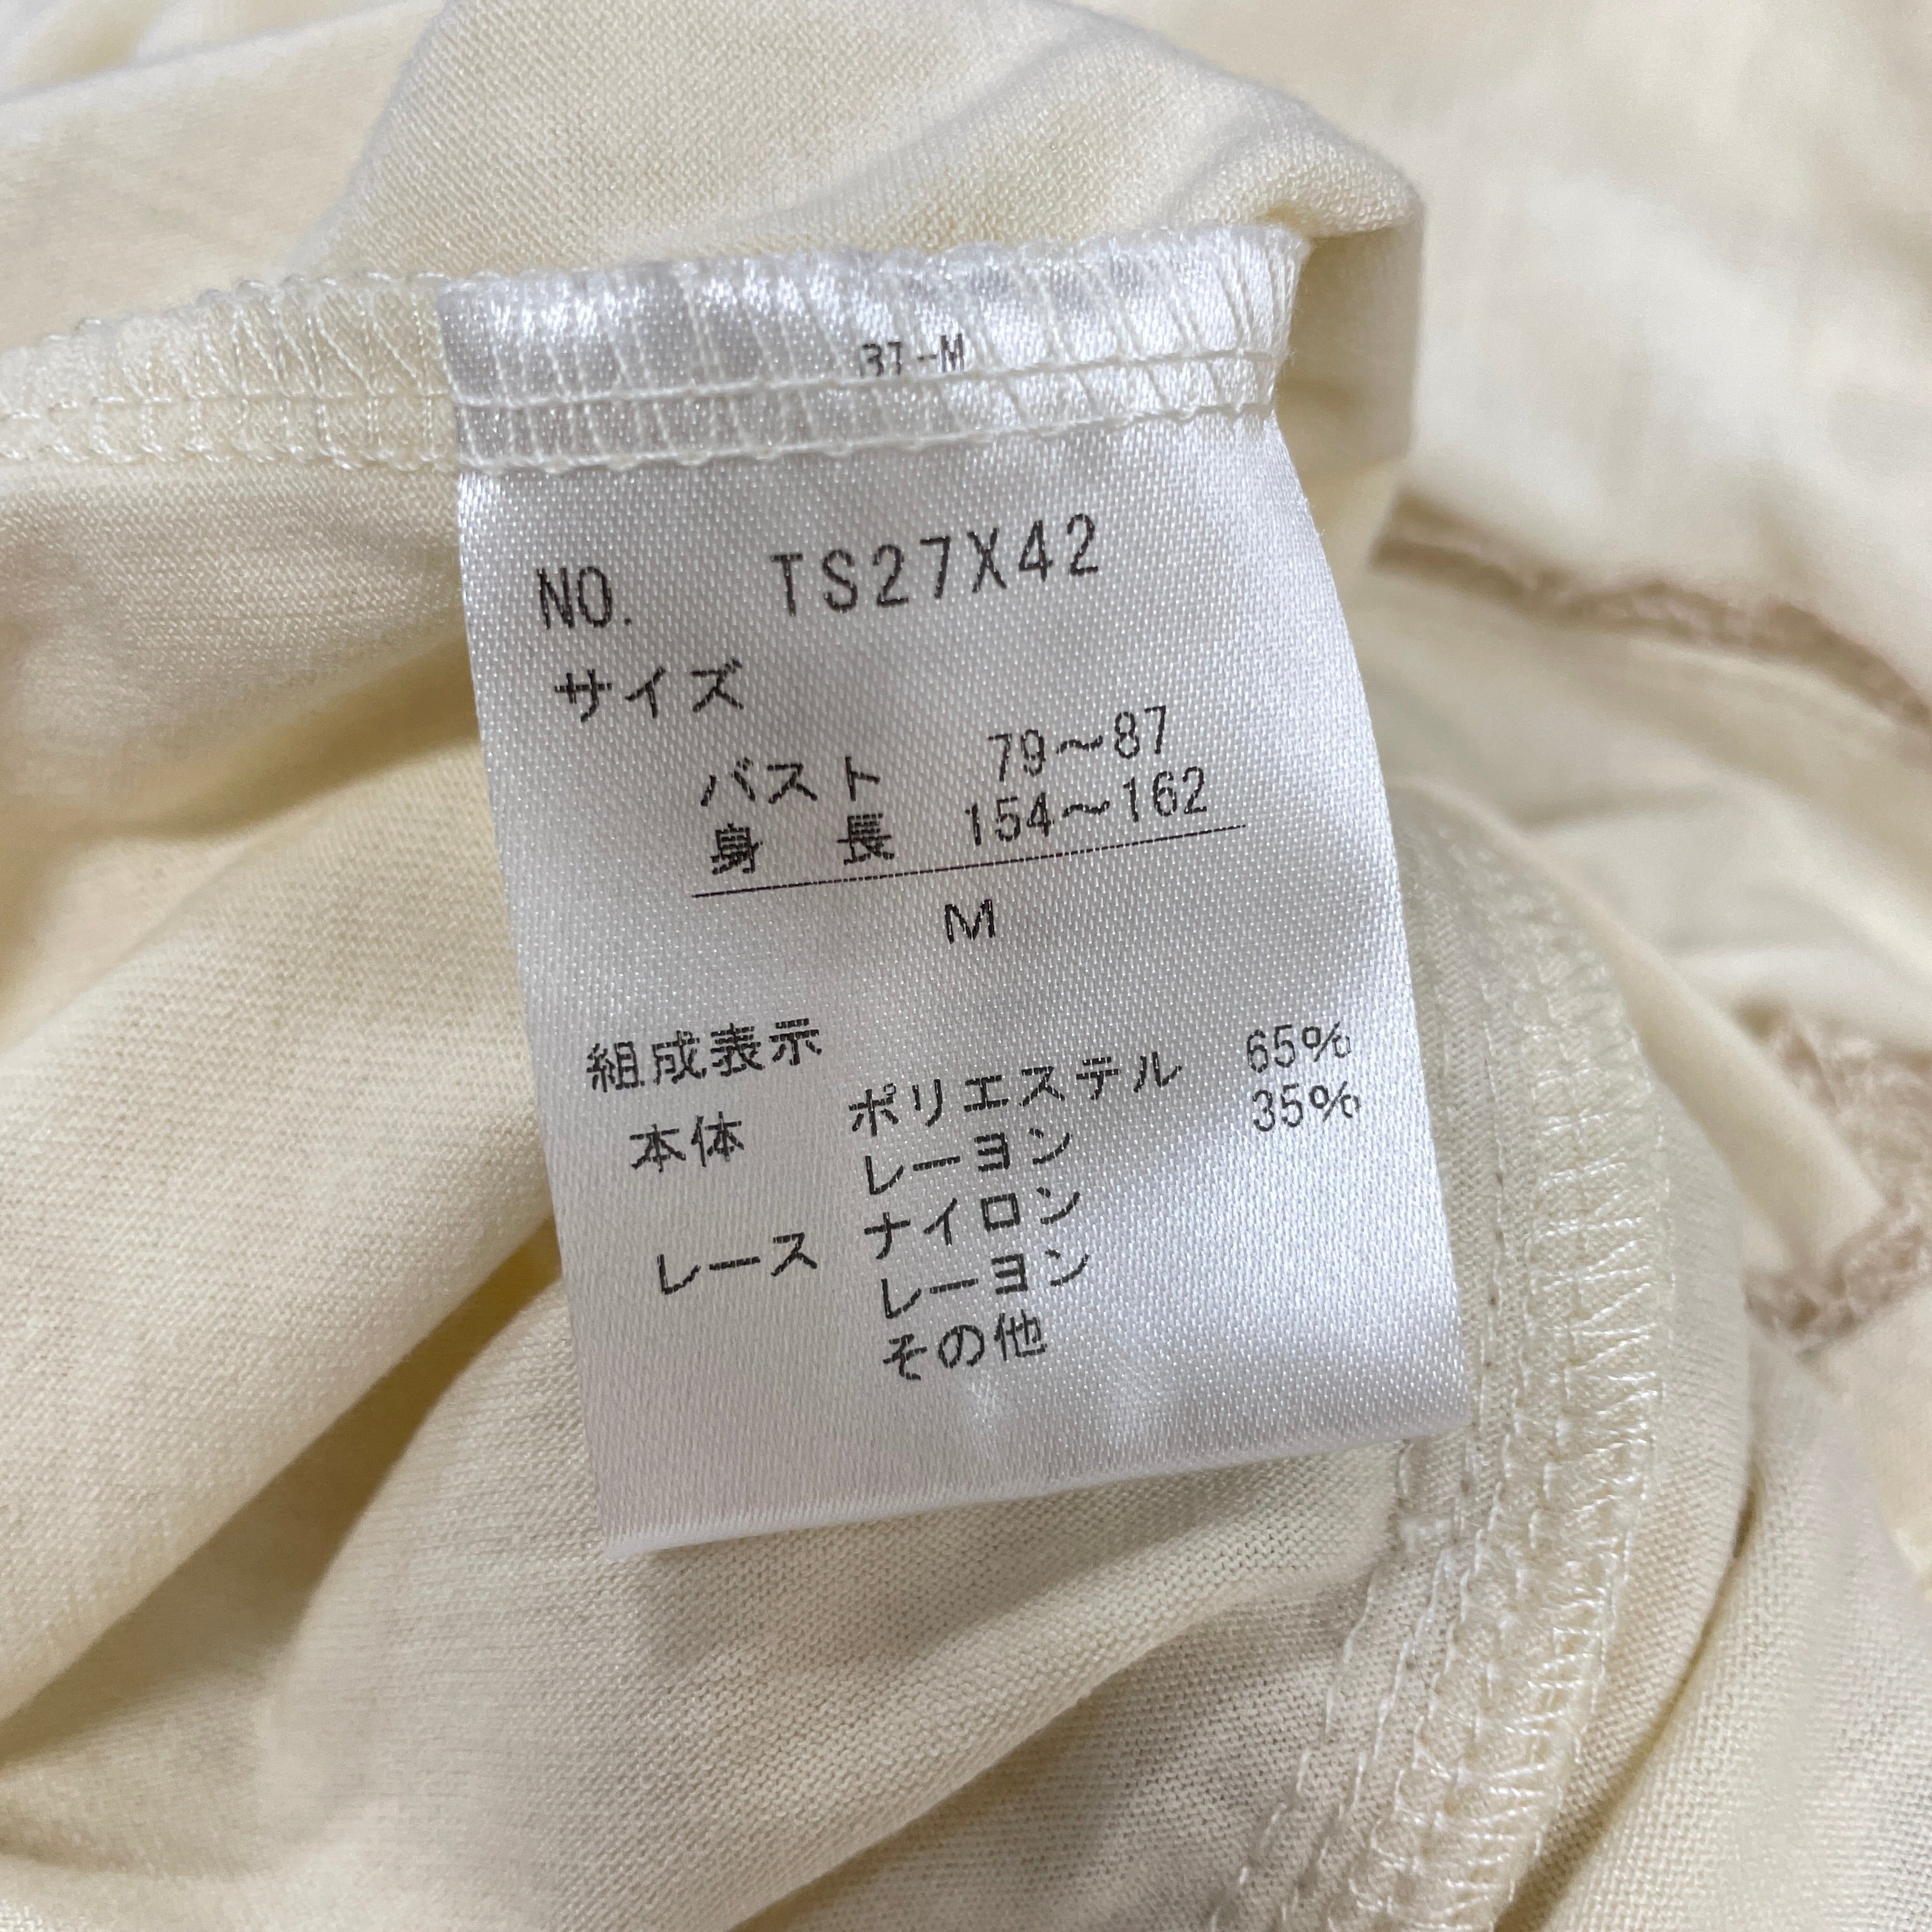 37-M
NO. TS27X42
サイズ
バスト 79〜87
身 長 154〜162
M
組成表示
本体 ポリエステル 65%
レーヨン 35%
レース ナイロン
レーヨン
その他